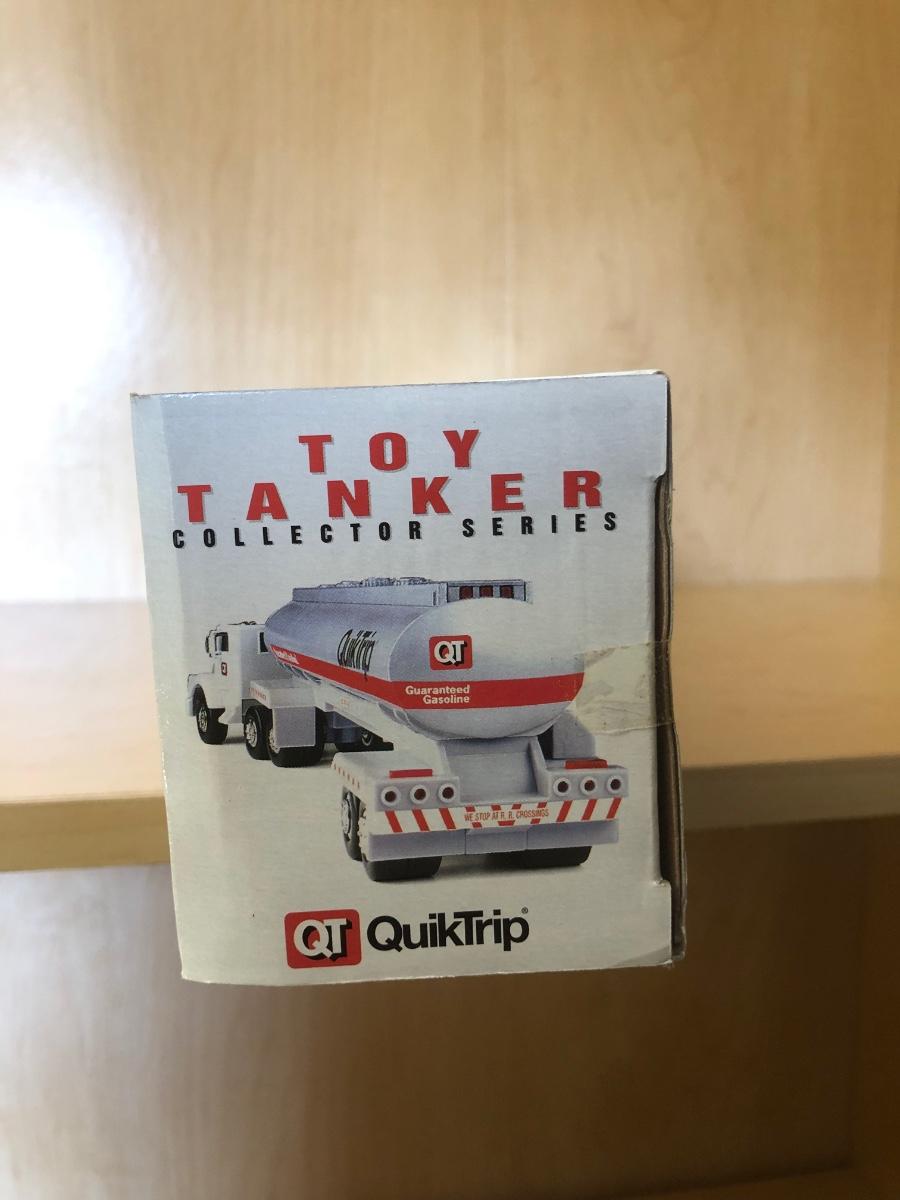 TOY
TANKER
COLLECTOR SERIES
QuikTrip
QT
Guaranteed
Gasoline
WE STOP AT R. R. CROSSINGS
QT QuikTrip®